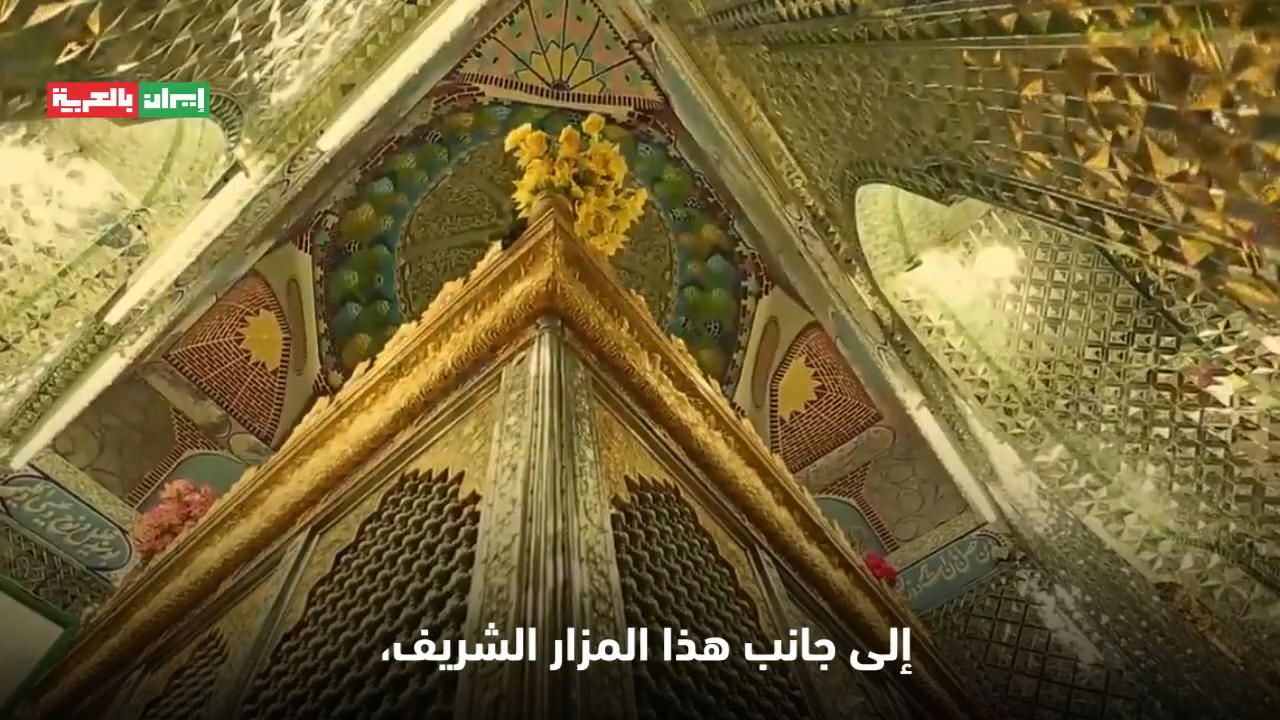 إيران بالعربية
إلى جانب هذا المزار الشريف،